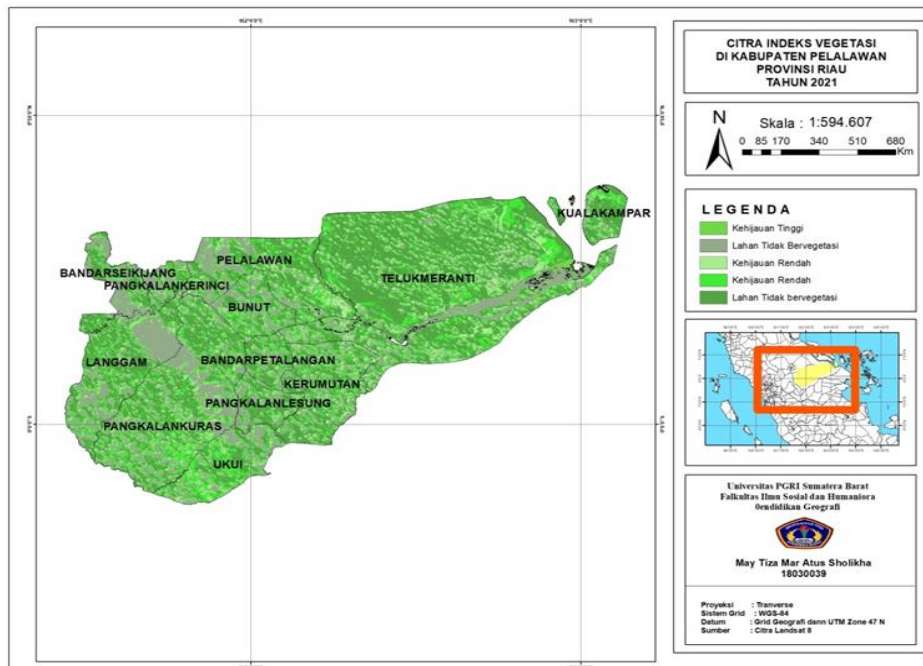 CITRA INDEKS VEGETASI
DI KABUPATEN PELALAWAN
PROVINSI RIAU
TAHUN 2021
N
Skala : 1:594.607
0 85 170 340 510 680
Km
L E G E N D A
Kehijauan Tinggi
Lahan Tidak Bervegetasi
Kehijauan Rendah
Kehijauan Rendah
Lahan Tidak bervegetasi
KUALAKAMPAR
PELALAWAN
BANDARSEIKIJANG
TELUKMERANTI
PANGKALANKERINCI
BUNUT
LANGGAM
BANDARPETALANGAN
KERUMUTAN
PANGKALANLESUNG
PANGKALANKURAS
UKUI
Universitas PGRI Sumatera Barat
Falkultas Ilmu Sosial dan Humaniora
0endidikan Geografi
May Tiza Mar Atus Sholikha
18030039
Proyeksi : Tranverse
Sistem Grid : WGS-84
Datum : Grid Geografi dann UTM Zone 47 N
Sumber : Citra Landsat 8